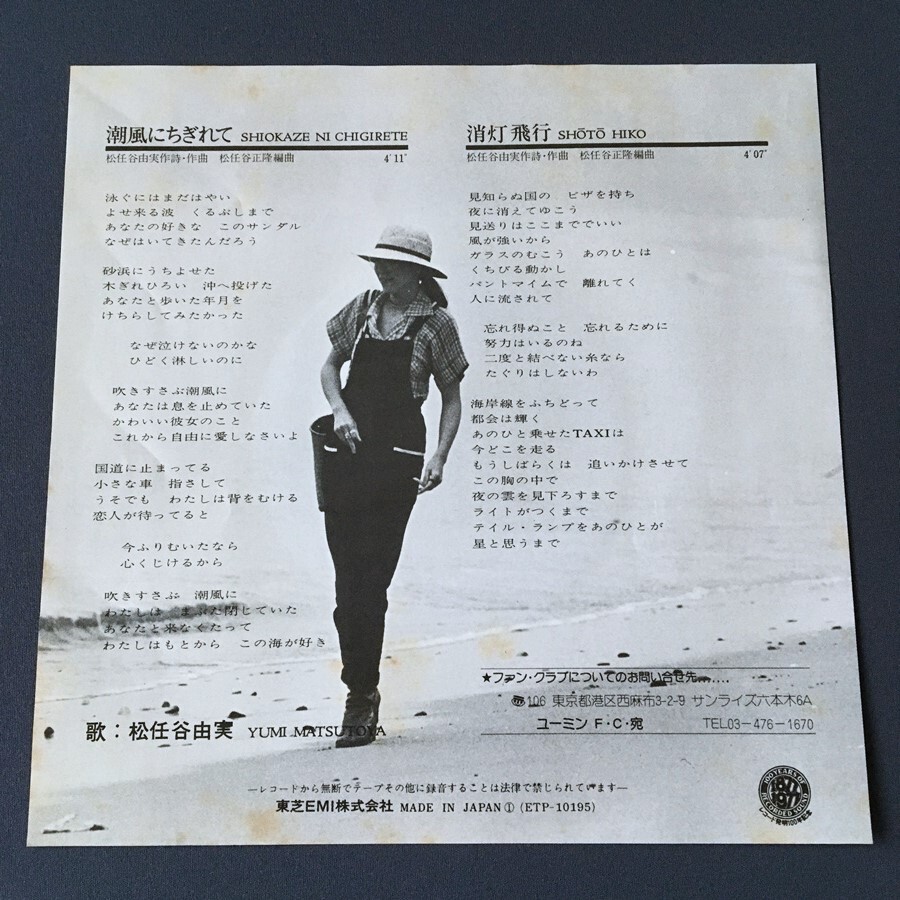 潮風にちぎれて SHIOKAZE NI CHIGIRETE
松任谷由実作詩・作曲 松任谷正隆編曲 4'11"
泳ぐにはまだはやい
よせ来る波 くるぶしまで
あなたの好きな このサンダル
なぜはいてきたんだろう
砂浜にうちよせた
木ぎれひろい 沖へ投げた
あなたと歩いた年月を
けちらしてみたかった
なぜ泣けないのかな
ひどく淋しいのに
吹きすさぶ潮風に
あなたは息を止めていた
かわいい彼女のこと
これから自由に愛しなさいよ
国道に止まってる
小さな車 指さして
うそでも わたしは背をむける
恋人が待ってると
今ふりむいたなら
心くじけるから
吹きすさぶ 潮風に
わたしは まぶた閉じていた
あなたと来なくたって
わたしはもとから この海が好き
歌：松任谷由実 YUMI MATSUTOYA
消灯飛行 SHŌTŌ HIKO
松任谷由実作詩・作曲 松任谷正隆編曲 4'07"
見知らぬ国の ビザを持ち
夜に消えてゆこう
見送りはここまででいい
風が強いから
ガラスのむこう あのひとは
くちびる動かし
パントマイムで 離れてく
人に流されて
忘れ得ぬこと 忘れるために
努力はいるのね
二度と結べない糸なら
たぐりはしないわ
海岸線をふちどって
都会は輝く
あのひと乗せたTAXIは
今どこを走る
もうしばらくは 追いかけさせて
この胸の中で
夜の雲を見下ろすまで
ライトがつくまで
テイル・ランプをあのひとが
星と思うまで
★ファン・クラブについてのお問い合せ先……
〒106 東京都港区西麻布3-2-9 サンライズ六本木6A
ユーミン F・C・宛 TEL03-476-1670
—レコードから無断でテープその他に録音することは法律で禁じられています—
東芝EMI株式会社 MADE IN JAPAN① (ETP-10195)
100 YEARS OF
RECORDED SOUND
レコード発明100年記念